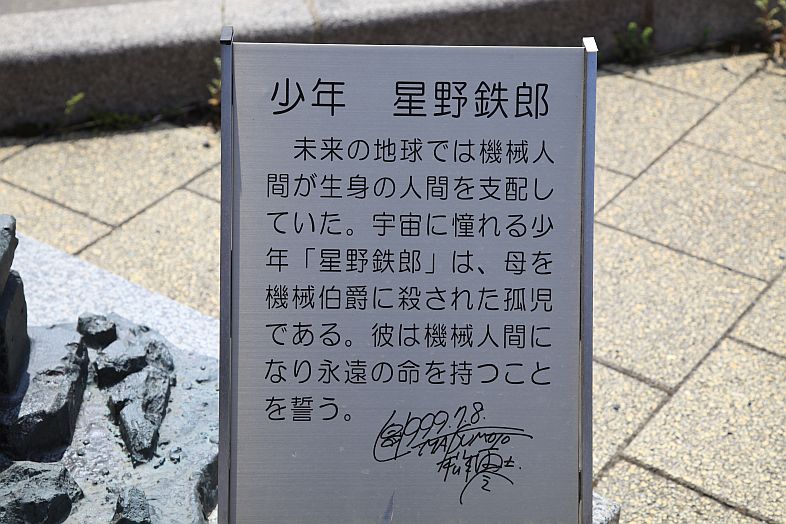 少年　星野鉄郎
未来の地球では機械人
間が生身の人間を支配し
ていた。宇宙に憧れる少
年「星野鉄郎」は、母を
機械伯爵に殺された孤児
である。彼は機械人間に
なり永遠の命を持つこと
を誓う。
1999.7.8.